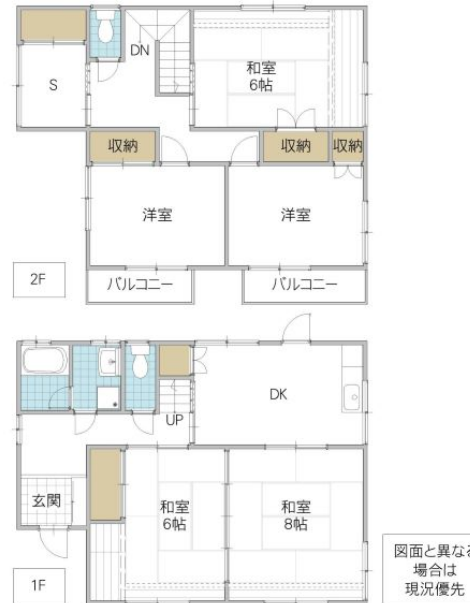 DN
S
和室
6帖
収納
収納
収納
洋室
洋室
2F
バルコニー
バルコニー
DK
UP
玄関
和室
6帖
和室
8帖
1F
図面と異なる
場合は
現況優先